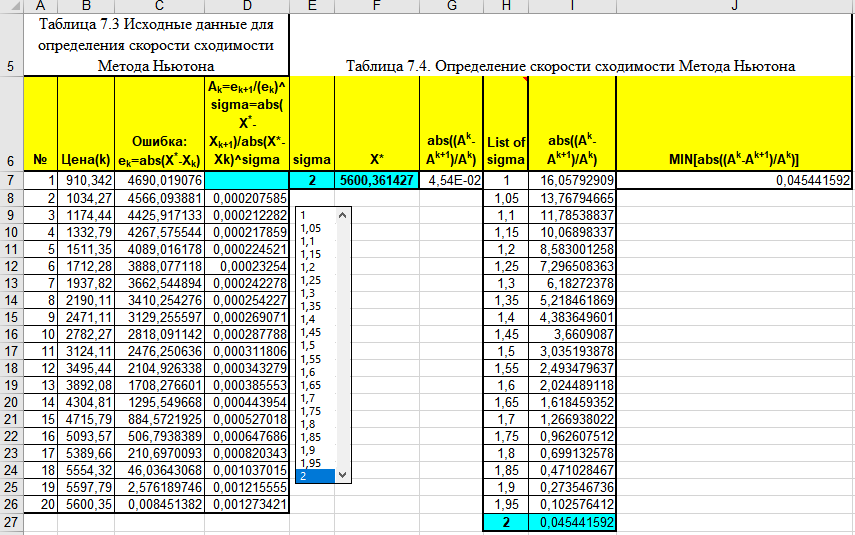 A B C D E F G H I J
5 Таблица 7.3 Исходные данные для
определения скорости сходимости
Метода Ньютона
Таблица 7.4. Определение скорости сходимости Метода Ньютона
6 № Цена(k) Ошибка:
ek=abs(X*-Xk)
Ak=ek+1/(ek)^
sigma=abs(
X*-
Xk+1)/abs(X*-
Xk)^sigma
sigma X*
abs((Ak-
Ak+1)/Ak)
List of
sigma
abs((Ak-
Ak+1)/Ak)
MIN[abs((Ak-Ak+1)/Ak)]
7 1 910,342 4690,019076 2 5600,361427 4,54E-02 1 16,05792909 0,045441592
8 2 1034,27 4566,093881 0,000207585 1,05 13,76794665
9 3 1174,44 4425,917133 0,000212282 1,1 11,78538837
10 4 1332,79 4267,575544 0,000217859 1,15 10,06898337
11 5 1511,35 4089,016178 0,000224521 1,2 8,583001258
12 6 1712,28 3888,077118 0,00023254 1,25 7,296508363
13 7 1937,82 3662,544894 0,000242278 1,3 6,18272378
14 8 2190,11 3410,254276 0,000254227 1,35 5,218461869
15 9 2471,11 3129,255597 0,000269071 1,4 4,383649601
16 10 2782,27 2818,091142 0,000287788 1,45 3,6609087
17 11 3124,11 2476,250636 0,000311806 1,5 3,035193878
18 12 3495,44 2104,926338 0,000343279 1,55 2,493479637
19 13 3892,08 1708,276601 0,000385553 1,6 2,024489118
20 14 4304,81 1295,549668 0,000443954 1,65 1,618459352
21 15 4715,79 884,5721925 0,000527018 1,7 1,266938022
22 16 5093,57 506,7938389 0,000647686 1,75 0,962607512
23 17 5389,66 210,6970093 0,000820343 1,8 0,699132578
24 18 5554,32 46,03643068 0,001037015 1,85 0,471028467
25 19 5597,79 2,576189746 0,001215555 1,9 0,273546736
26 20 5600,35 0,008451382 0,001273421 1,95 0,102576412
27 2 0,045441592
1
1,05
1,1
1,15
1,2
1,25
1,3
1,35
1,4
1,45
1,5
1,55
1,6
1,65
1,7
1,75
1,8
1,85
1,9
1,95
2